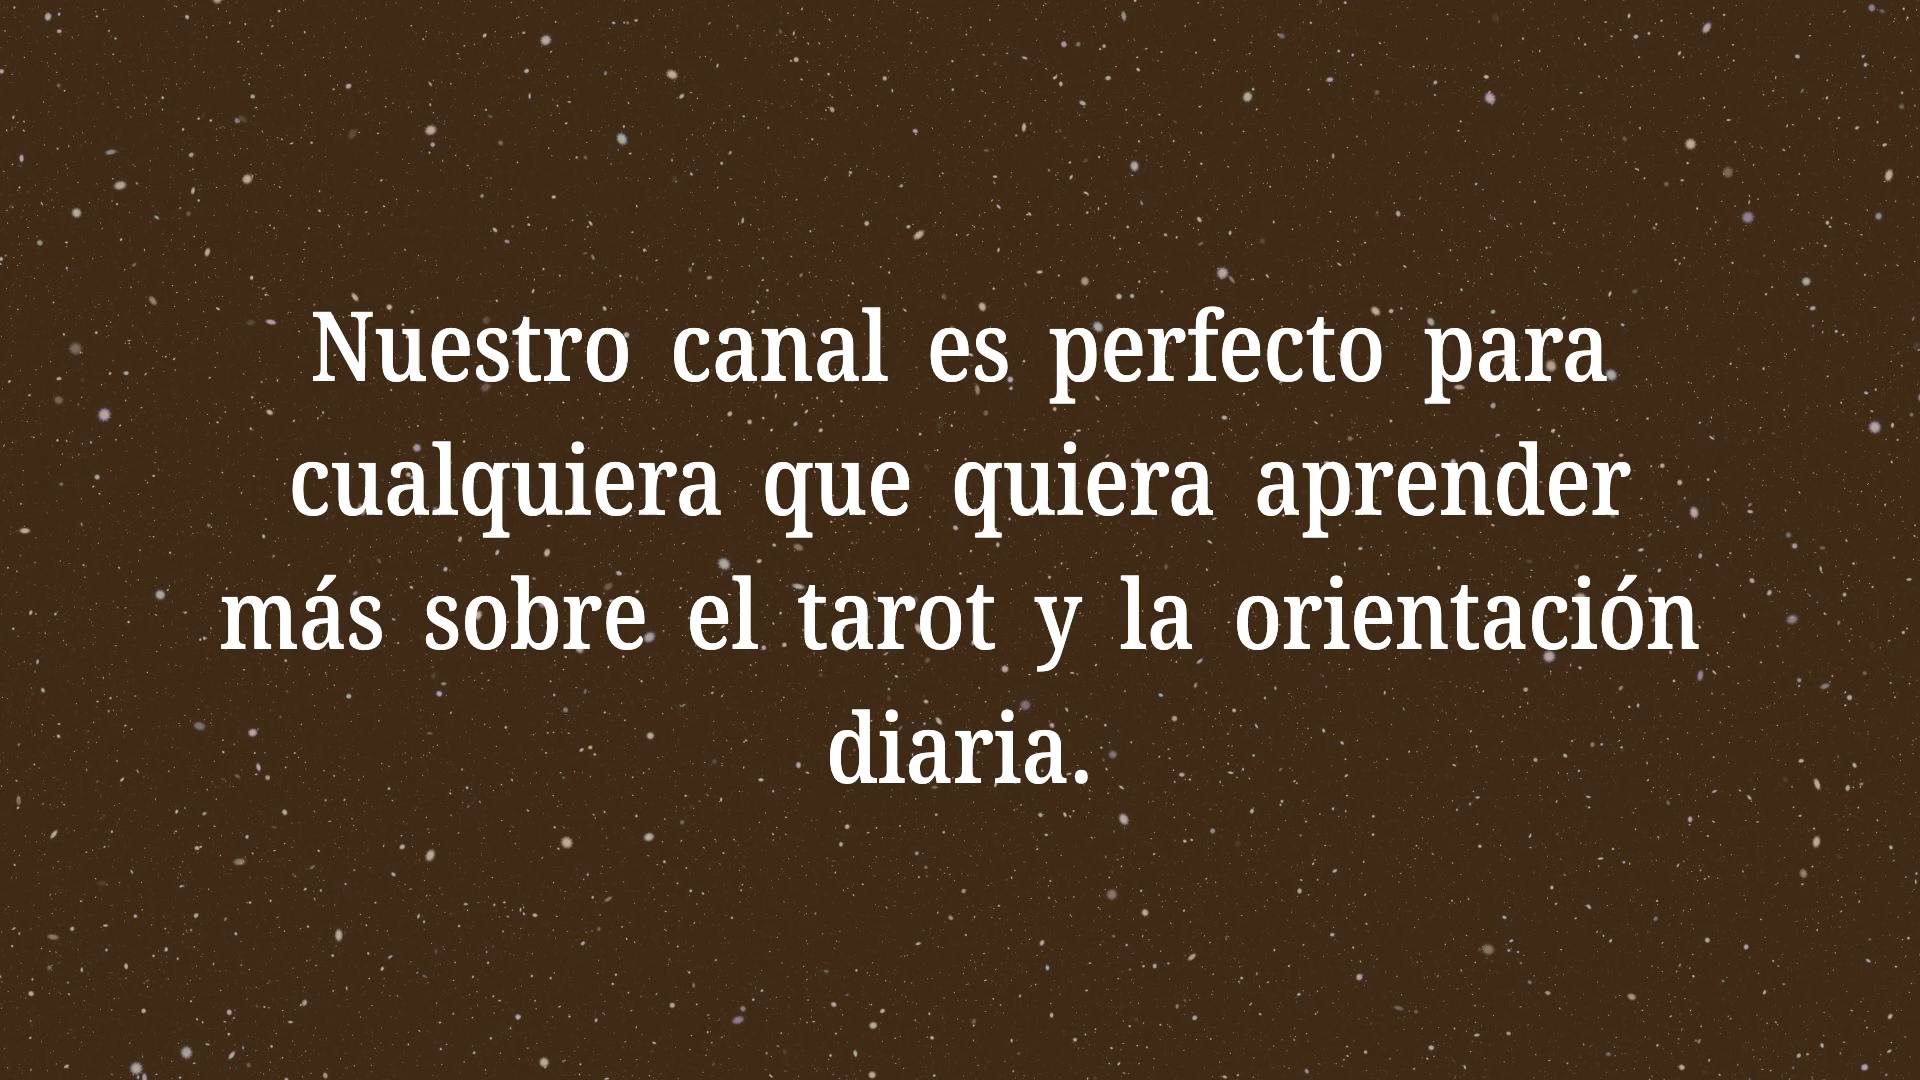 Nuestro canal es perfecto para
cualquiera que quiera aprender
más sobre el tarot y la orientación
diaria.